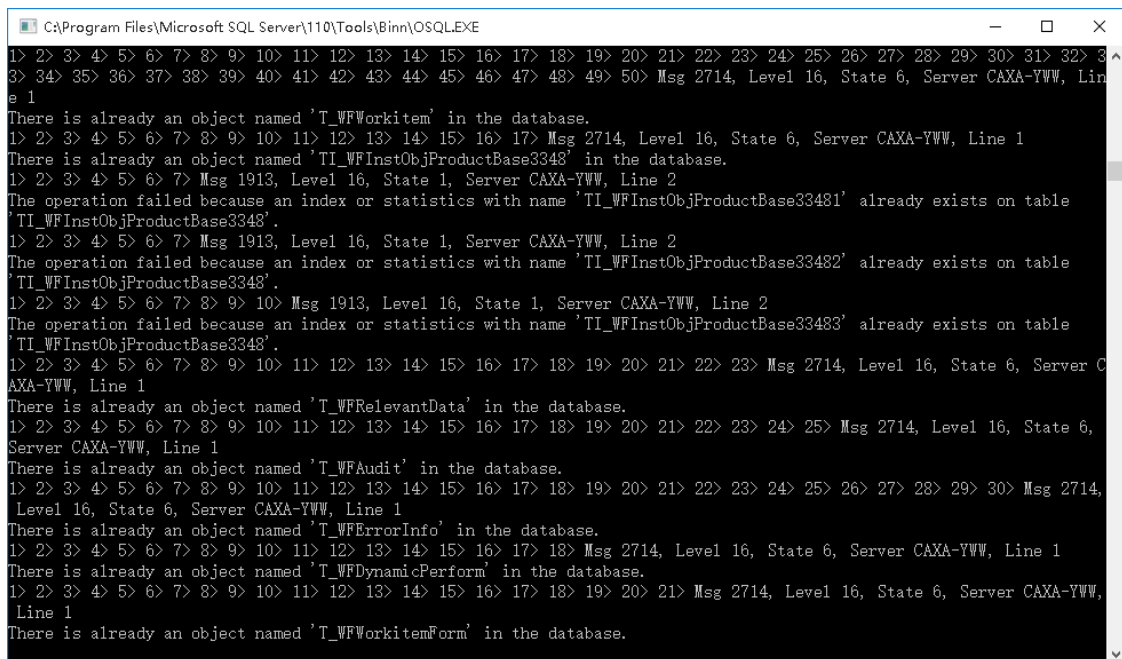 C:\Program Files\Microsoft SQL Server\110\Tools\Binn\OSQL.EXE
1> 2> 3> 4> 5> 6> 7> 8> 9> 10> 11> 12> 13> 14> 15> 16> 17> 18> 19> 20> 21> 22> 23> 24> 25> 26> 27> 28> 29> 30> 31> 32> 3
3> 34> 35> 36> 37> 38> 39> 40> 41> 42> 43> 44> 45> 46> 47> 48> 49> 50> Msg 2714, Level 16, State 6, Server CAXA-YWW, Lin
e 1
There is already an object named 'T_WFWorkitem' in the database.
1> 2> 3> 4> 5> 6> 7> 8> 9> 10> 11> 12> 13> 14> 15> 16> 17> Msg 2714, Level 16, State 6, Server CAXA-YWW, Line 1
There is already an object named 'TI_WFInstObjProductBase3348' in the database.
1> 2> 3> 4> 5> 6> 7> Msg 1913, Level 16, State 1, Server CAXA-YWW, Line 2
The operation failed because an index or statistics with name 'TI_WFInstObjProductBase33481' already exists on table
'TI_WFInstObjProductBase3348'.
1> 2> 3> 4> 5> 6> 7> Msg 1913, Level 16, State 1, Server CAXA-YWW, Line 2
The operation failed because an index or statistics with name 'TI_WFInstObjProductBase33482' already exists on table
'TI_WFInstObjProductBase3348'.
1> 2> 3> 4> 5> 6> 7> 8> 9> 10> Msg 1913, Level 16, State 1, Server CAXA-YWW, Line 2
The operation failed because an index or statistics with name 'TI_WFInstObjProductBase33483' already exists on table
'TI_WFInstObjProductBase3348'.
1> 2> 3> 4> 5> 6> 7> 8> 9> 10> 11> 12> 13> 14> 15> 16> 17> 18> 19> 20> 21> 22> 23> Msg 2714, Level 16, State 6, Server C
AXA-YWW, Line 1
There is already an object named 'T_WFRelevantData' in the database.
1> 2> 3> 4> 5> 6> 7> 8> 9> 10> 11> 12> 13> 14> 15> 16> 17> 18> 19> 20> 21> 22> 23> 24> 25> Msg 2714, Level 16, State 6,
Server CAXA-YWW, Line 1
There is already an object named 'T_WFAudit' in the database.
1> 2> 3> 4> 5> 6> 7> 8> 9> 10> 11> 12> 13> 14> 15> 16> 17> 18> 19> 20> 21> 22> 23> 24> 25> 26> 27> 28> 29> 30> Msg 2714,
Level 16, State 6, Server CAXA-YWW, Line 1
There is already an object named 'T_WFErrorInfo' in the database.
1> 2> 3> 4> 5> 6> 7> 8> 9> 10> 11> 12> 13> 14> 15> 16> 17> 18> Msg 2714, Level 16, State 6, Server CAXA-YWW, Line 1
There is already an object named 'T_WFDynamicPerform' in the database.
1> 2> 3> 4> 5> 6> 7> 8> 9> 10> 11> 12> 13> 14> 15> 16> 17> 18> 19> 20> 21> Msg 2714, Level 16, State 6, Server CAXA-YWW,
Line 1
There is already an object named 'T_WFWorkitemForm' in the database.